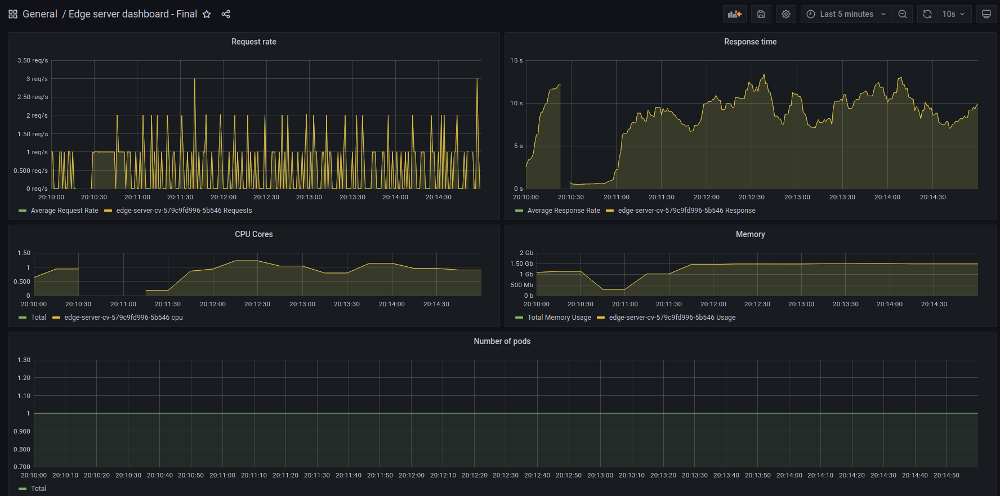 General / Edge server dashboard - Final
Last 5 minutes
10s
Request rate
3.50 req/s
3 req/s
2.50 req/s
2 req/s
1.50 req/s
1 req/s
0.500 req/s
0 req/s
20:10:00 20:10:30 20:11:00 20:11:30 20:12:00 20:12:30 20:13:00 20:13:30 20:14:00 20:14:30
Average Request Rate edge-server-cv-579c9fd996-5b546 Requests
Response time
15 s
10 s
5 s
0 s
20:10:00 20:10:30 20:11:00 20:11:30 20:12:00 20:12:30 20:13:00 20:13:30 20:14:00 20:14:30
Average Response Rate edge-server-cv-579c9fd996-5b546 Response
CPU Cores
1.50
1
0.500
0
20:10:00 20:10:30 20:11:00 20:11:30 20:12:00 20:12:30 20:13:00 20:13:30 20:14:00 20:14:30
Total edge-server-cv-579c9fd996-5b546 cpu
Memory
2 Gb
1.50 Gb
1 Gb
500 Mb
0 b
20:10:00 20:10:30 20:11:00 20:11:30 20:12:00 20:12:30 20:13:00 20:13:30 20:14:00 20:14:30
Total Memory Usage edge-server-cv-579c9fd996-5b546 Usage
Number of pods
1.30
1.20
1.10
1
0.900
0.800
0.700
20:10:00 20:10:10 20:10:20 20:10:30 20:10:40 20:10:50 20:11:00 20:11:10 20:11:20 20:11:30 20:11:40 20:11:50 20:12:00 20:12:10 20:12:20 20:12:30 20:12:40 20:12:50 20:13:00 20:13:10 20:13:20 20:13:30 20:13:40 20:13:50 20:14:00 20:14:10 20:14:20 20:14:30 20:14:40 20:14:50
Total